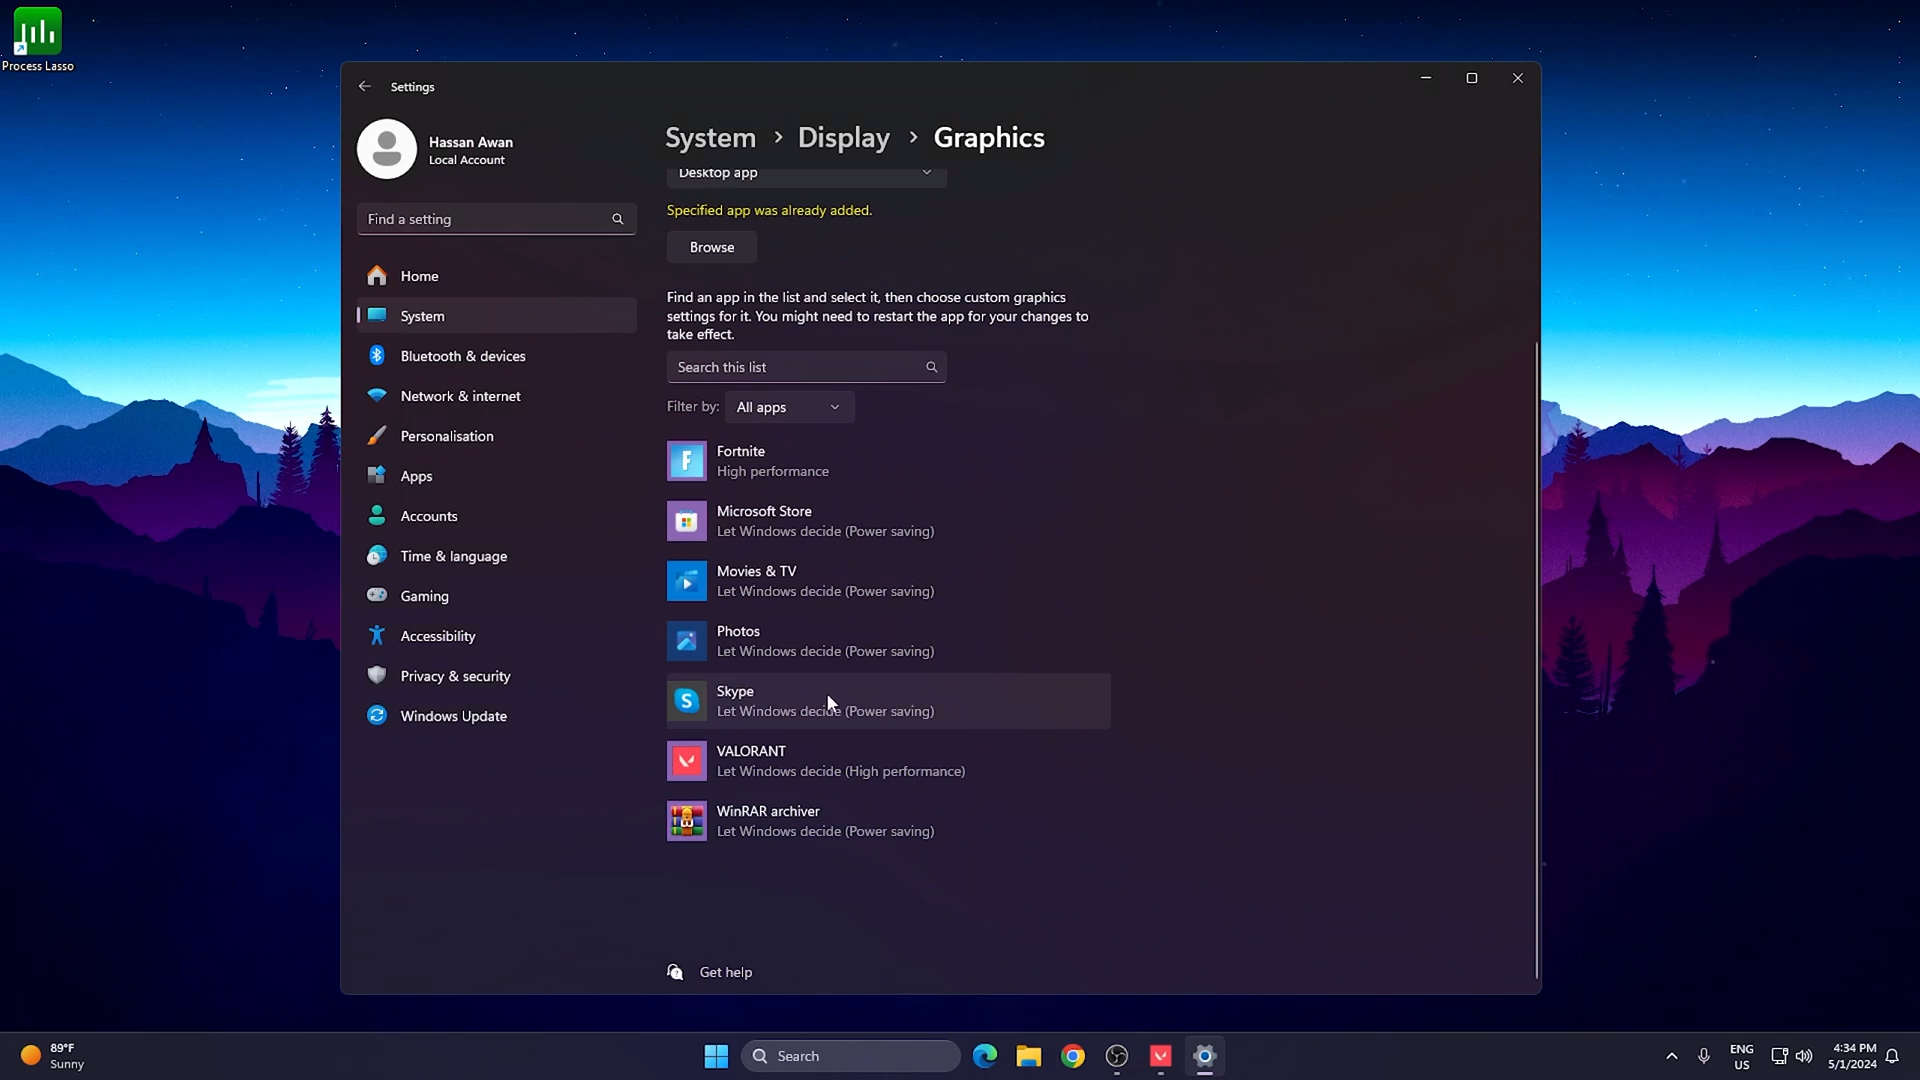 Process Lasso
Settings
Hassan Awan
Local Account
Find a setting
Home
System
Bluetooth & devices
Network & internet
Personalisation
Apps
Accounts
Time & language
Gaming
Accessibility
Privacy & security
Windows Update
System > Display > Graphics
Desktop app
Specified app was already added.
Browse
Find an app in the list and select it, then choose custom graphics
settings for it. You might need to restart the app for your changes to
take effect.
Search this list
Filter by: All apps
Fortnite
High performance
Microsoft Store
Let Windows decide (Power saving)
Movies & TV
Let Windows decide (Power saving)
Photos
Let Windows decide (Power saving)
Skype
Let Windows decide (Power saving)
VALORANT
Let Windows decide (High performance)
WinRAR archiver
Let Windows decide (Power saving)
Get help
89°F
Sunny
Search
ENG
US
4:34 PM
5/1/2024